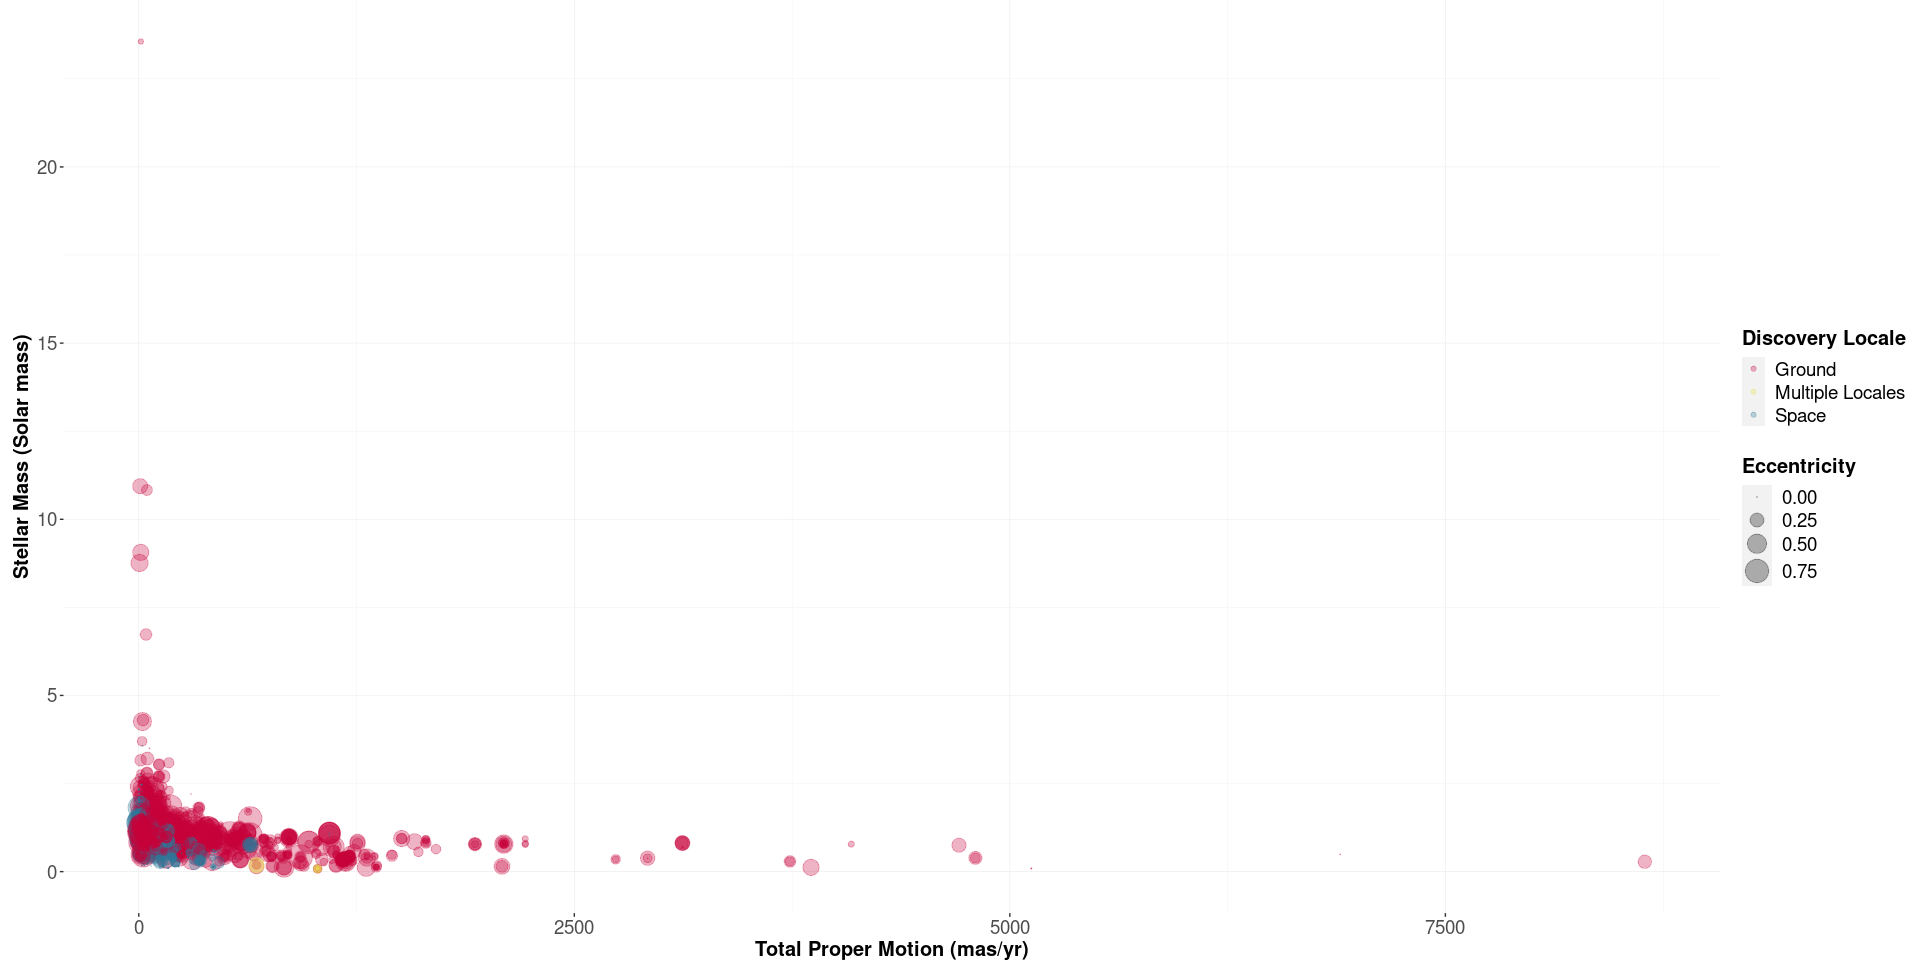 20
15
10
5
0
Stellar Mass (Solar mass)
0
2500
5000
7500
Total Proper Motion (mas/yr)
Discovery Locale
Ground
Multiple Locales
Space
Eccentricity
0.00
0.25
0.50
0.75